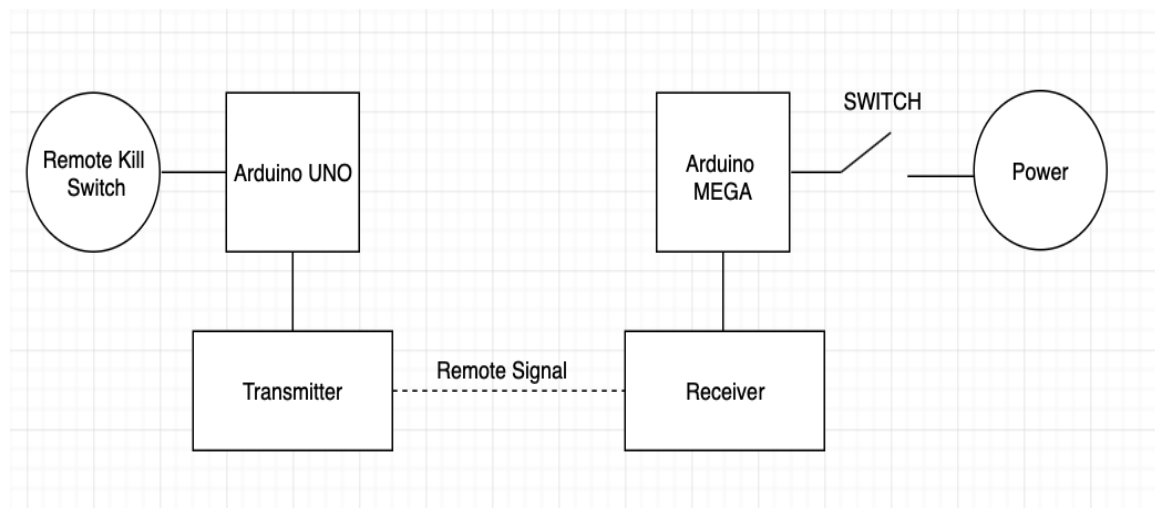 SWITCH
Remote Kill
Switch
Arduino UNO
Arduino
MEGA
Power
Remote Signal
Transmitter
Receiver